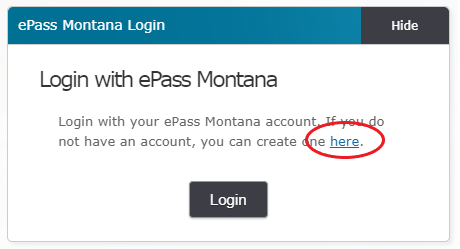 ePass Montana Login
Hide
Login with ePass Montana
Login with your ePass Montana account. If you do
not have an account, you can create one here.
Login